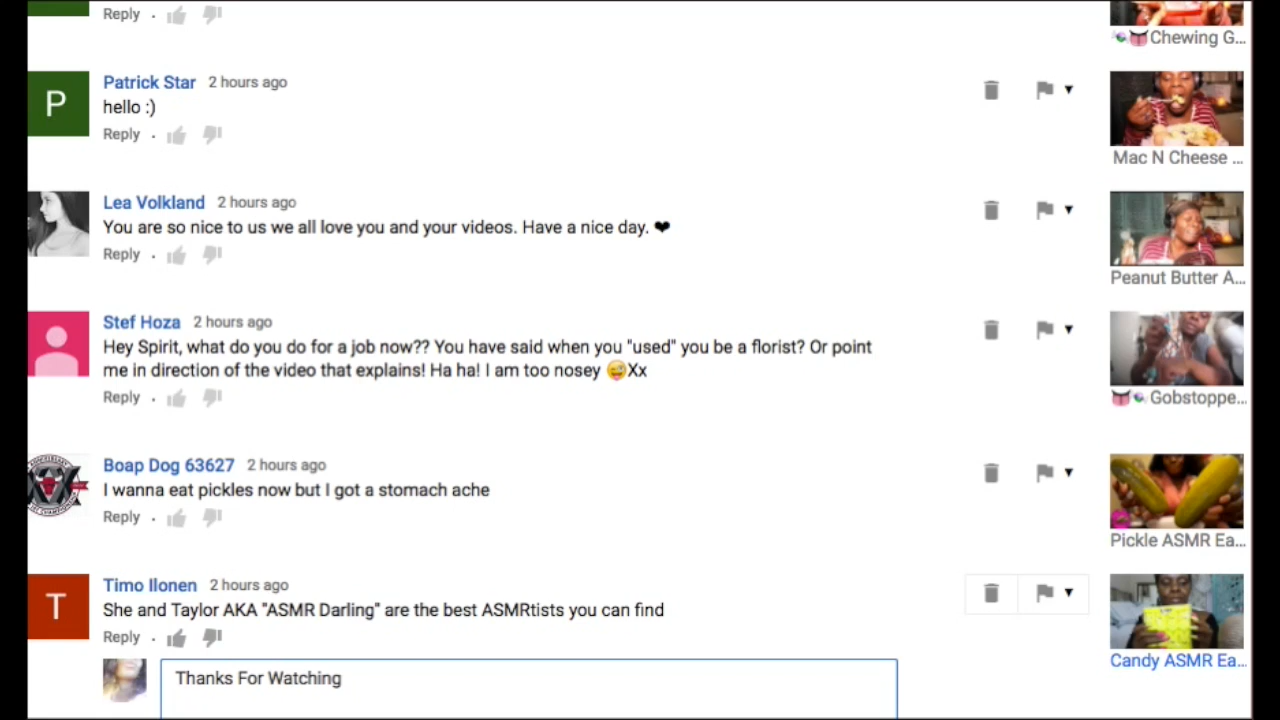 Reply
Chewing G...
P
Patrick Star 2 hours ago
hello :)
Reply
Mac N Cheese ...
Lea Volkland 2 hours ago
You are so nice to us we all love you and your videos. Have a nice day. ❤
Reply
Peanut Butter A...
Stef Hoza 2 hours ago
Hey Spirit, what do you do for a job now?? You have said when you "used" you be a florist? Or point
me in direction of the video that explains! Ha ha! I am too nosey 😜Xx
Reply
Gobstoppe...
Boap Dog 63627 2 hours ago
I wanna eat pickles now but I got a stomach ache
Reply
Pickle ASMR Ea...
T
Timo Ilonen 2 hours ago
She and Taylor AKA "ASMR Darling" are the best ASMRtists you can find
Reply
Candy ASMR Ea...
Thanks For Watching